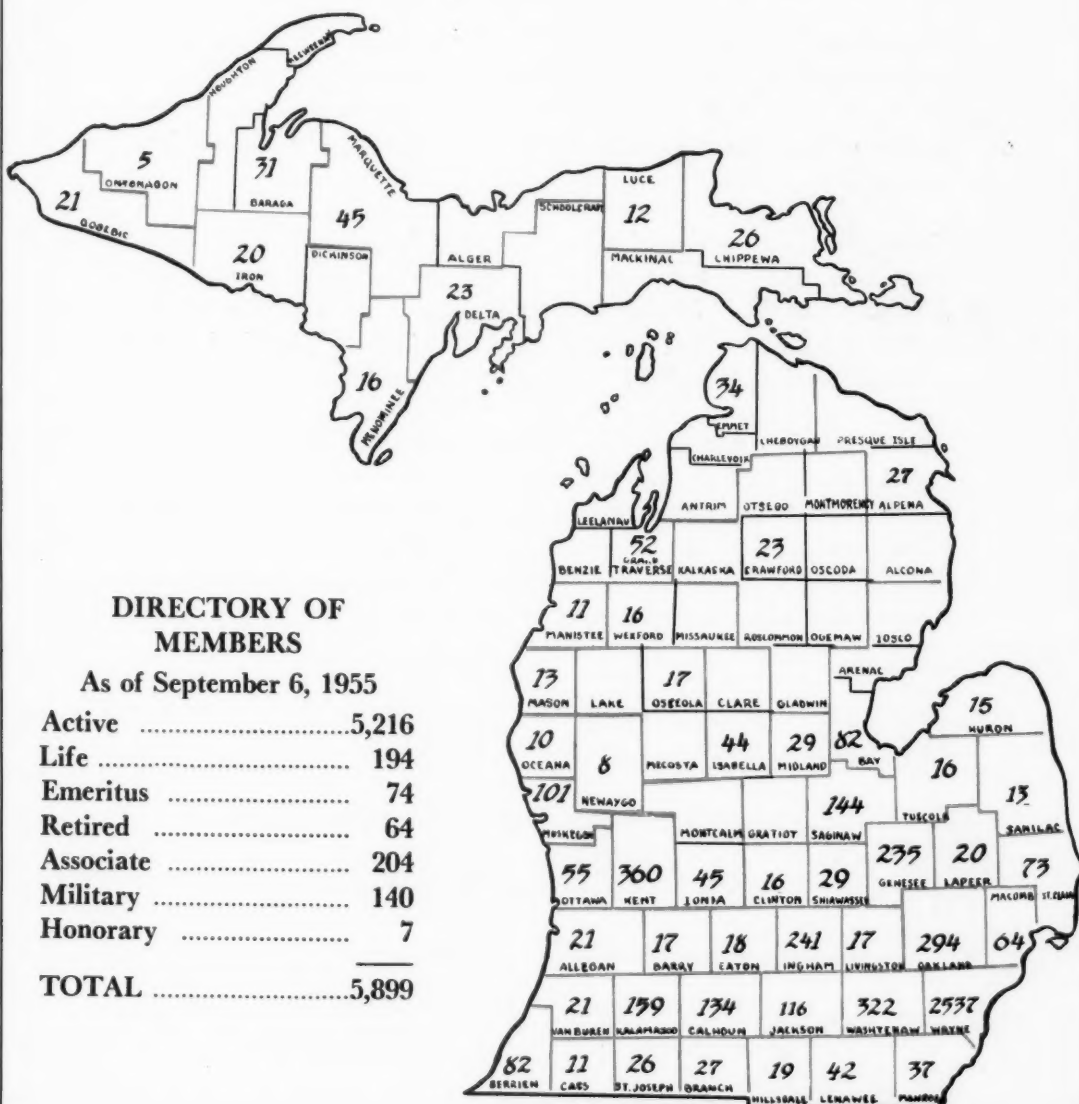 HOUGHTON
KEEWEENAW
5
ONTONAGON
31
BARAGA
MARQUETTE
45
21
GOGEBIC
20
IRON
DICKINSON
ALGER
SCHOOLCRAFT
LUCE
12
MACKINAC
26
CHIPPEWA
23
DELTA
16
MENOMINEE
34
EMMET
CHEBOYGAN
PRESQUE ISLE
CHARLEVOIX
27
ANTRIM OTSEGO MONTMORENCY ALPENA
LEELANAU
52 23
GRAND
BENZIE TRAVERSE KALKASKA CRAWFORD OSCODA ALCONA
11 16
MANISTEE WEXFORD MISSAUKEE ROSCOMMON OGEMAW IOSCO
ARENAC
13 17
MASON LAKE OSCEOLA CLARE GLADWIN
15
HURON
10 8 44 29 82
OCEANA NEWAYGO MECOSTA ISABELLA MIDLAND BAY
16
TUSCOLA
13
SANILAC
101
MUSKEGON
144
MONTCALM GRATIOT SAGINAW
55 360 45 16 29 235 20 73
OTTAWA KENT IONIA CLINTON SHIAWASSEE GENESEE LAPEER MACOMB ST. CLAIR
21 17 18 241 17 294 64
ALLEGAN BARRY EATON INGHAM LIVINGSTON OAKLAND
21 159 134 116 322 2537
VAN BUREN KALAMAZOO CALHOUN JACKSON WASHTENAW WAYNE
82 11 26 27 19 42 37
BERRIEN CASS ST. JOSEPH BRANCH HILLSDALE LENAWEE MONROE
DIRECTORY OF
MEMBERS
As of September 6, 1955
Active ..........................5,216
Life ............................... 194
Emeritus ...................... 74
Retired ........................ 64
Associate ..................... 204
Military ....................... 140
Honorary ..................... 7
TOTAL .........................5,899